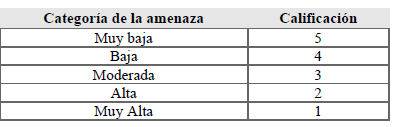 Categoría de la amenaza Calificación
Muy baja 5
Baja 4
Moderada 3
Alta 2
Muy Alta 1